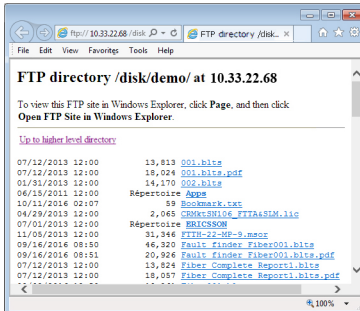 ftp://10.33.22.68/disk
FTP directory /disk... ×
File Edit View Favorites Tools Help
FTP directory /disk/demo/ at 10.33.22.68
To view this FTP site in Windows Explorer, click Page, and then click
Open FTP Site in Windows Explorer.
Up to higher level directory
07/12/2013 12:00 13,813 001.blts
07/12/2013 12:00 18,024 001.blts.pdf
01/31/2013 12:00 14,170 002.blts
06/15/2011 12:00 Répertoire Apps
10/11/2016 02:07 59 Bookmark.txt
04/29/2013 12:00 2,065 CRMktSN106_FTTA&SLM.lic
07/01/2013 12:00 Répertoire ERICSSON
11/05/2013 12:00 31,346 FTTH-22-MP-9.msor
09/16/2016 08:50 46,320 Fault finder Fiber001.blts
09/16/2016 08:51 20,926 Fault finder Fiber001.blts.pdf
07/12/2013 12:00 13,824 Fiber Complete Report1.blts
07/12/2013 12:00 18,057 Fiber Complete Report1.blts.pdf
100%